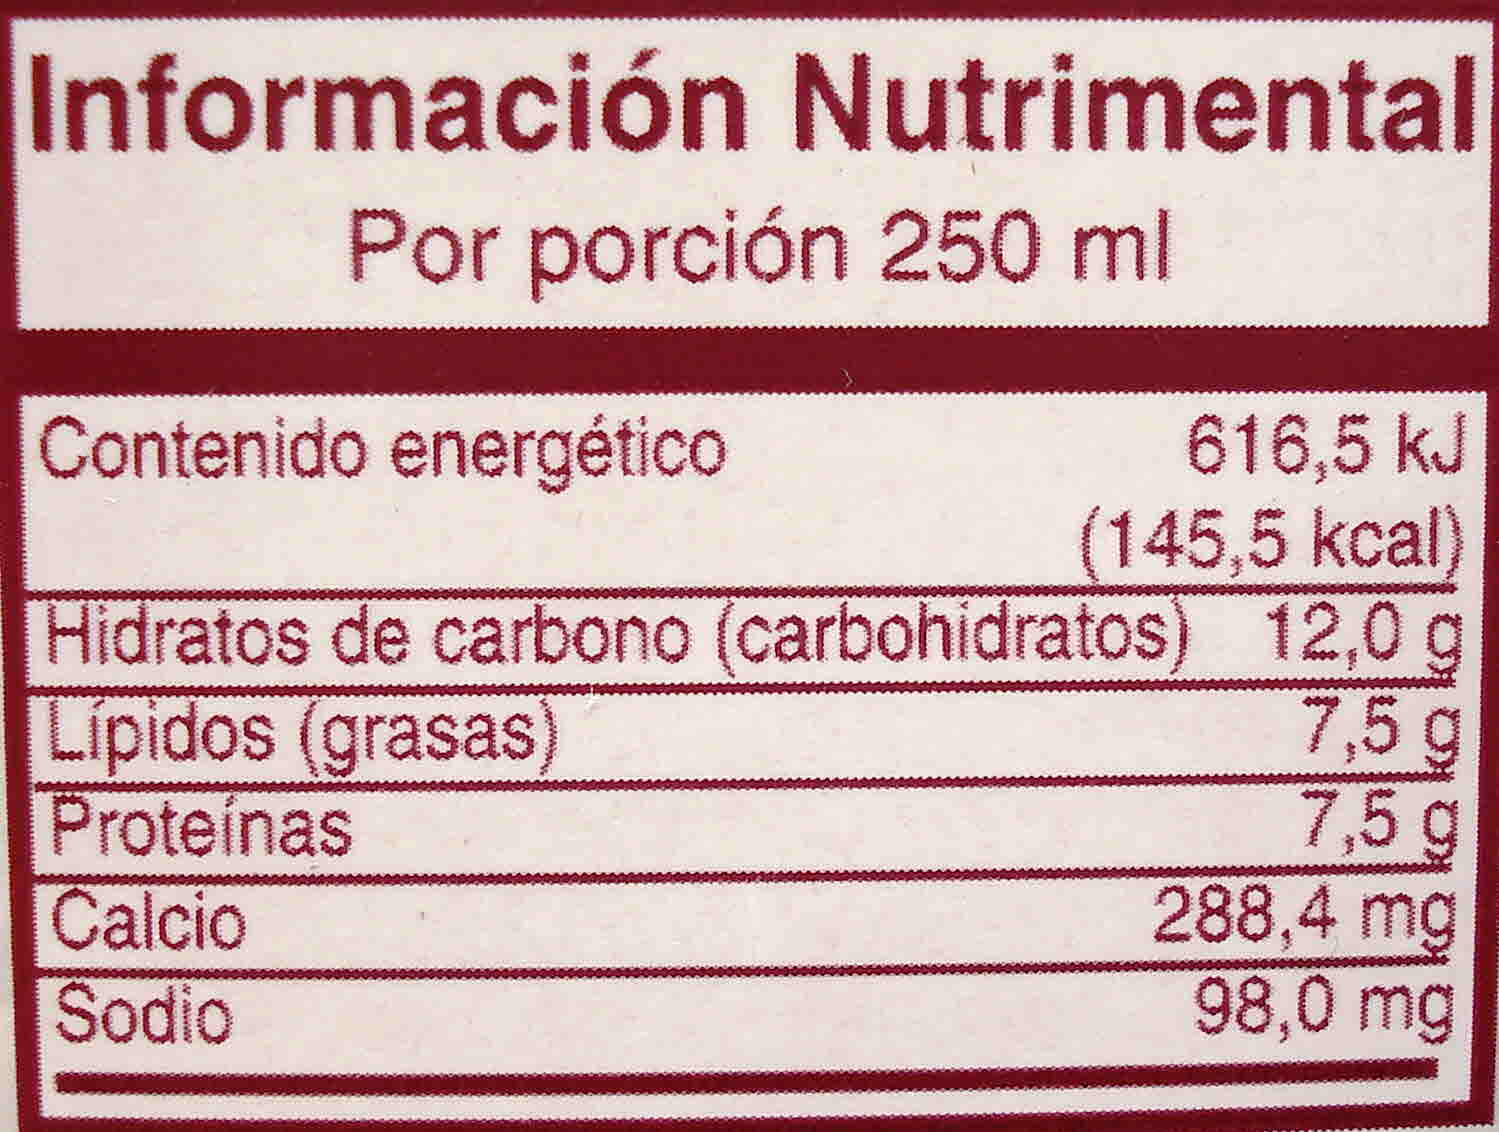 Información Nutrimental
Por porción 250 ml
Contenido energético 616,5 kJ
(145,5 kcal)
Hidratos de carbono (carbohidratos) 12,0 g
Lípidos (grasas) 7,5 g
Proteínas 7,5 g
Calcio 288,4 mg
Sodio 98,0 mg